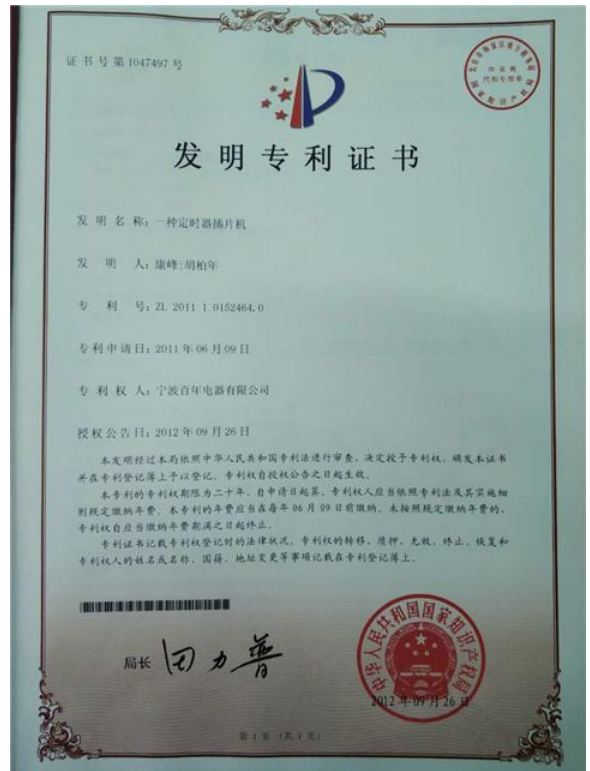 证书号第1047497号
发明专利证书
发明名称：一种定时器插片机
发明人：康峰;胡柏年
专利号：ZL 2011 1 0152464.0
专利申请日：2011年06月09日
专利权人：宁波百年电器有限公司
授权公告日：2012年09月26日
本发明经过本局依照中华人民共和国专利法进行审查，决定授予专利权，颁发本证书
并在专利登记簿上予以登记。专利权自授权公告之日起生效。
本专利的专利权期限为二十年，自申请日起算。专利权人应当依照专利法及其实施细
则规定缴纳年费。本专利的年费应当在每年06月09日前缴纳。未按照规定缴纳年费的，
专利权自应当缴纳年费期满之日起终止。
专利证书记载专利权登记时的法律状况。专利权的转移、质押、无效、终止、恢复和
专利权人的姓名或名称、国籍、地址变更等事项记载在专利登记簿上。
局长 田力普
中华人民共和国国家知识产权局
2012年09月26日
第1页（共1页）